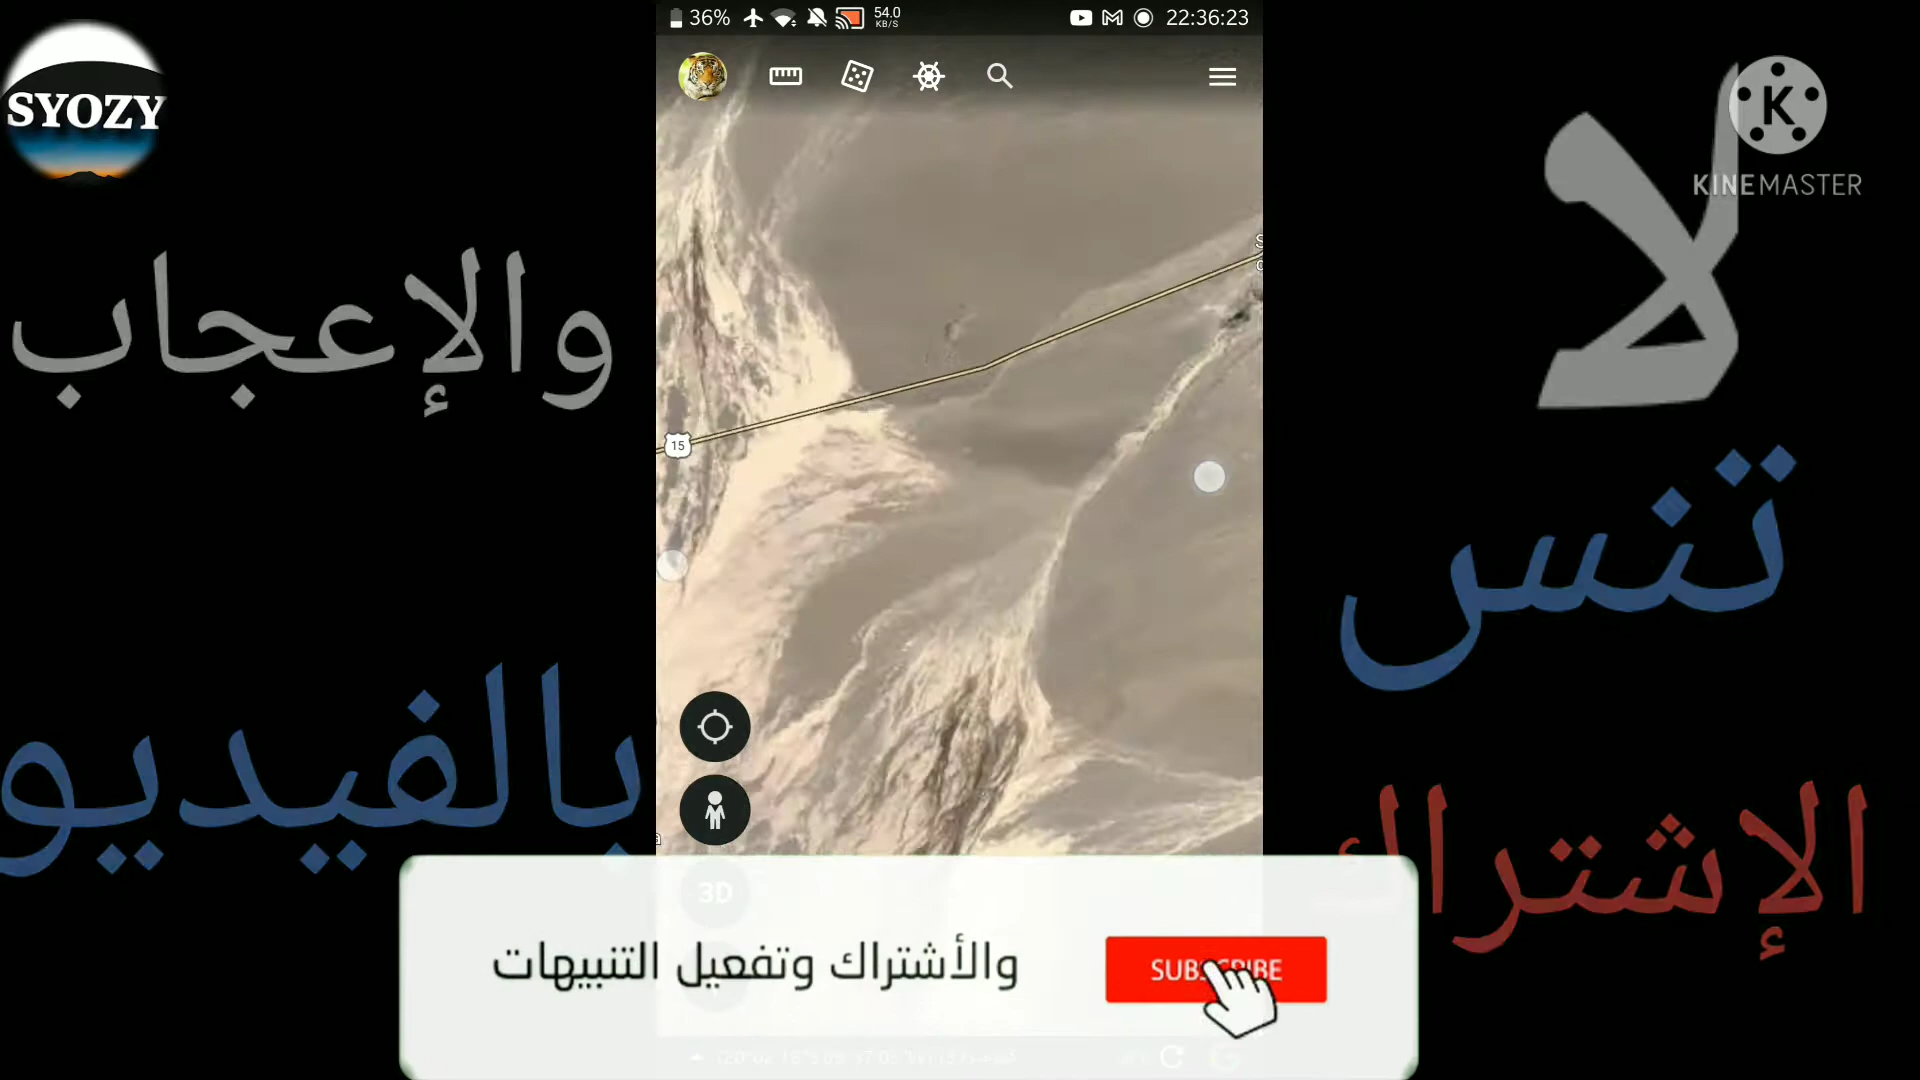 36%
54.0
KB/S
22:36:23
SYOZY
K
KINEMASTER
لا
تنس
الإشتراك
والإعجاب
بالفيديو
15
3D
والأشتراك وتفعيل التنبيهات
SUBSCRIBE